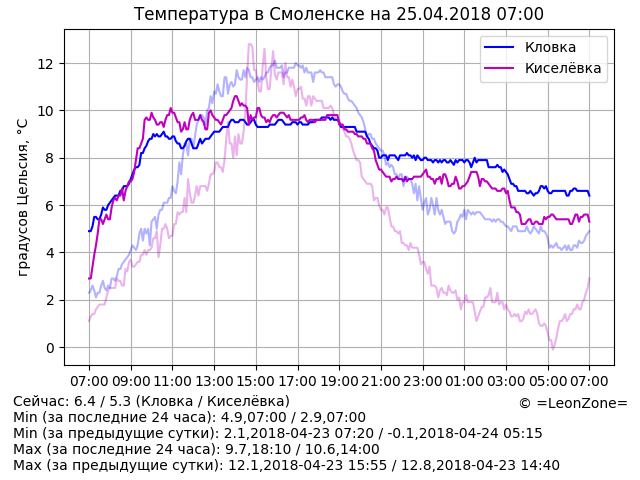 Температура в Смоленске на 25.04.2018 07:00
градусов Цельсия, °C
12
10
8
6
4
2
0
Кловка
Киселёвка
07:00 09:00 11:00 13:00 15:00 17:00 19:00 21:00 23:00 01:00 03:00 05:00 07:00
Сейчас: 6.4 / 5.3 (Кловка / Киселёвка)
© =LeonZone=
Min (за последние 24 часа): 4.9,07:00 / 2.9,07:00
Min (за предыдущие сутки): 2.1,2018-04-23 07:20 / -0.1,2018-04-24 05:15
Max (за последние 24 часа): 9.7,18:10 / 10.6,14:00
Max (за предыдущие сутки): 12.1,2018-04-23 15:55 / 12.8,2018-04-23 14:40